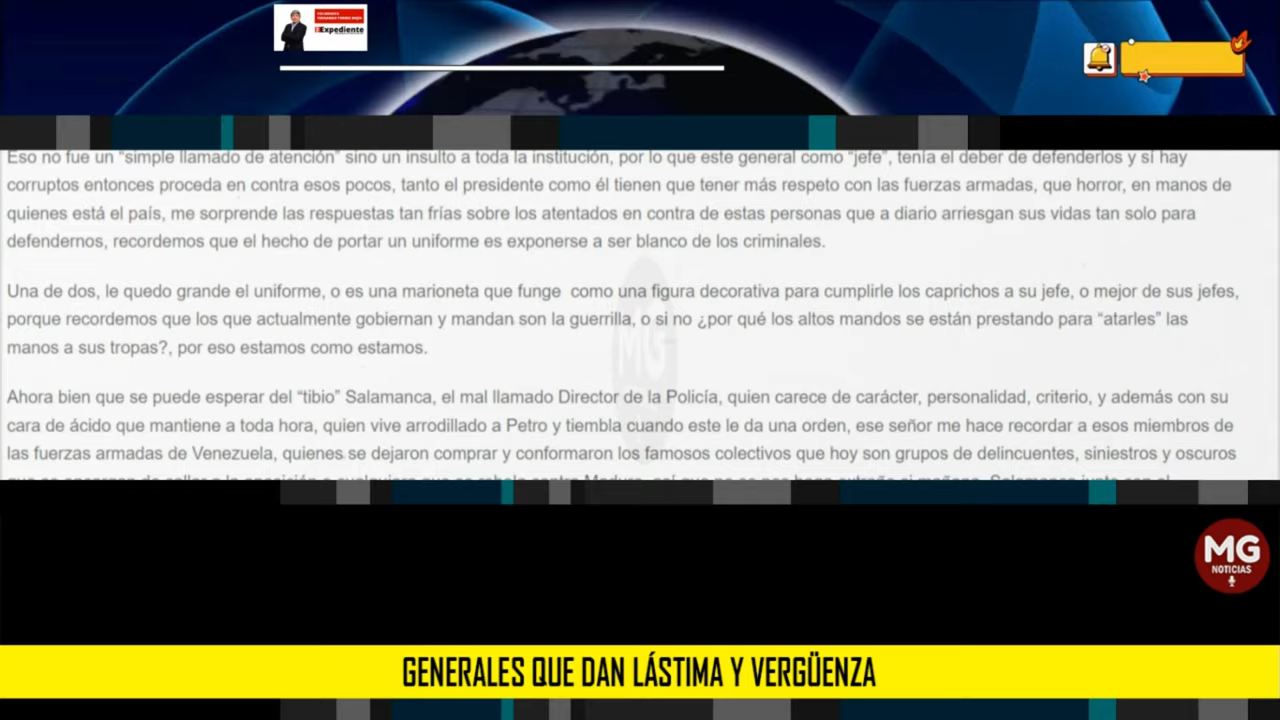 Expediente
Eso no fue un "simple llamado de atención" sino un insulto a toda la institución, por lo que este general como "jefe", tenía el deber de defenderlos y sí hay
corruptos entonces proceda en contra esos pocos, tanto el presidente como él tienen que tener más respeto con las fuerzas armadas, que horror, en manos de
quienes está el país, me sorprende las respuestas tan frías sobre los atentados en contra de estas personas que a diario arriesgan sus vidas tan solo para
defendernos, recordemos que el hecho de portar un uniforme es exponerse a ser blanco de los criminales.
Una de dos, le quedo grande el uniforme, o es una marioneta que funge como una figura decorativa para cumplirle los caprichos a su jefe, o mejor de sus jefes,
porque recordemos que los que actualmente gobiernan y mandan son la guerrilla, o si no ¿por qué los altos mandos se están prestando para “atarles” las
manos a sus tropas?, por eso estamos como estamos.
Ahora bien que se puede esperar del “tibio” Salamanca, el mal llamado Director de la Policía, quien carece de carácter, personalidad, criterio, y además con su
cara de ácido que mantiene a toda hora, quien vive arrodillado a Petro y tiembla cuando este le da una orden, ese señor me hace recordar a esos miembros de
las fuerzas armadas de Venezuela, quienes se dejaron comprar y conformaron los famosos colectivos que hoy son grupos de delincuentes, siniestros y oscuros
MG
MG
NOTICIAS
GENERALES QUE DAN LÁSTIMA Y VERGÜENZA